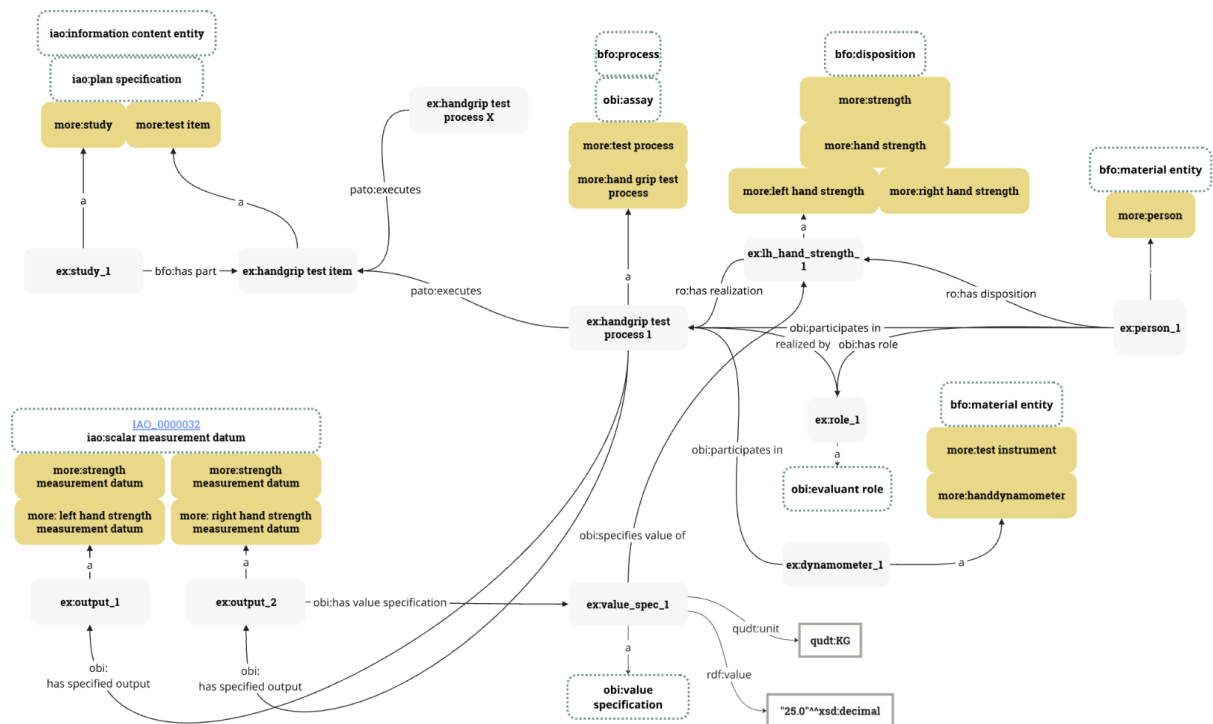 iao:information content entity
iao:plan specification
more:study
more:test item
a
a
ex:study_1
bfo:has part
ex:handgrip test item
ex:handgrip test
process X
pato:executes
pato:executes
bfo:process
obi:assay
more:test process
more:hand grip test
process
a
ex:handgrip test
process 1
bfo:disposition
more:strength
more:hand strength
more:left hand strength
more:right hand strength
a
ex:lh_hand_strength_
1
ro:has realization
ro:has disposition
bfo:material entity
more:person
ex:person_1
obi:participates in
realized by
obi:has role
ex:role_1
a
obi:evaluant role
obi:participates in
bfo:material entity
more:test instrument
more:handdynamometer
ex:dynamometer_1
a
IAO_0000032
iao:scalar measurement datum
more:strength
measurement datum
more:strength
measurement datum
more: left hand strength
measurement datum
more: right hand strength
measurement datum
a
a
ex:output_1
ex:output_2
obi:has value specification
obi:
has specified output
obi:
has specified output
obi:specifies value of
ex:value_spec_1
a
obi:value
specification
qudt:unit
qudt:KG
rdf:value
"25.0"^^xsd:decimal